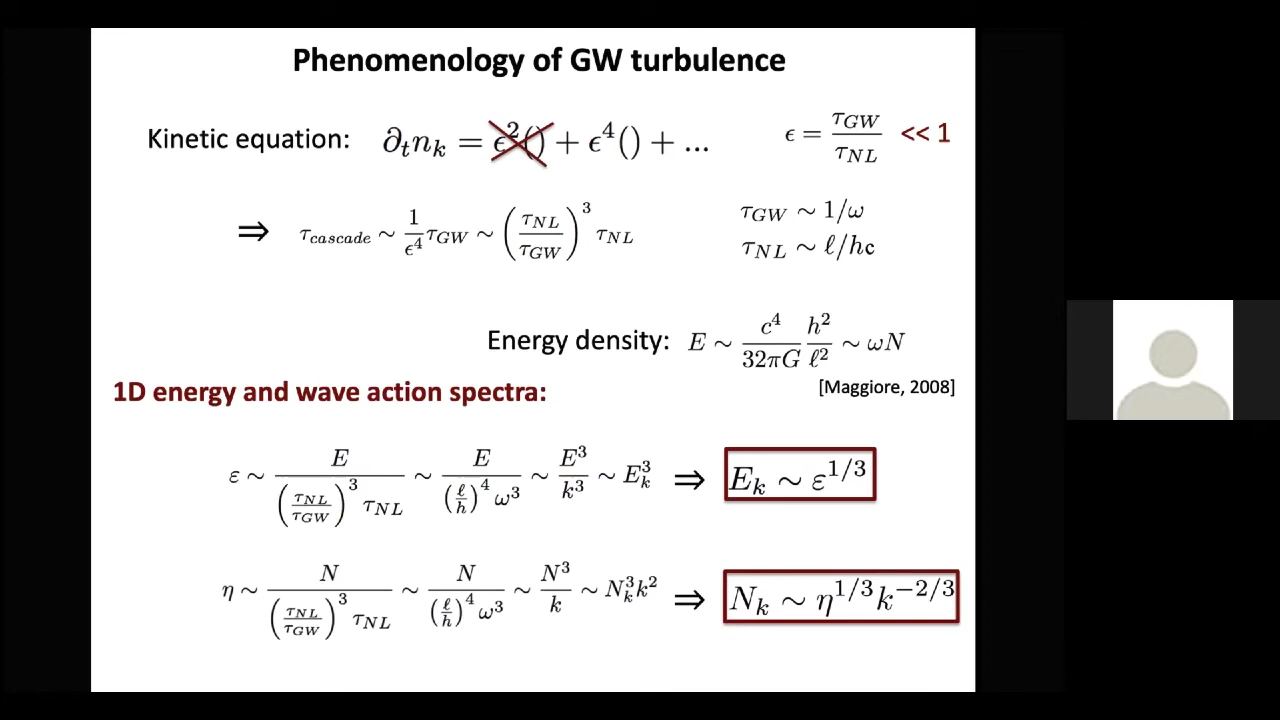 Phenomenology of GW turbulence
Kinetic equation: ∂ₜnₖ = ϵ²() + ϵ⁴() + ... ϵ = τ_GW / τ_NL << 1
⇒ τ_cascade ~ 1/ϵ⁴ τ_GW ~ (τ_NL / τ_GW)³ τ_NL
τ_GW ~ 1/ω
τ_NL ~ ℓ/hc
Energy density: E ~ c⁴/32πG h²/ℓ² ~ ωN
1D energy and wave action spectra: [Maggiore, 2008]
ε ~ E / ((τ_NL / τ_GW)³ τ_NL) ~ E / ((ℓ/h)⁴ ω³) ~ E³/k³ ~ Eₖ³ ⇒ Eₖ ~ ε^{1/3}
η ~ N / ((τ_NL / τ_GW)³ τ_NL) ~ N / ((ℓ/h)⁴ ω³) ~ N³/k ~ Nₖ³k² ⇒ Nₖ ~ η^{1/3}k^{-2/3}